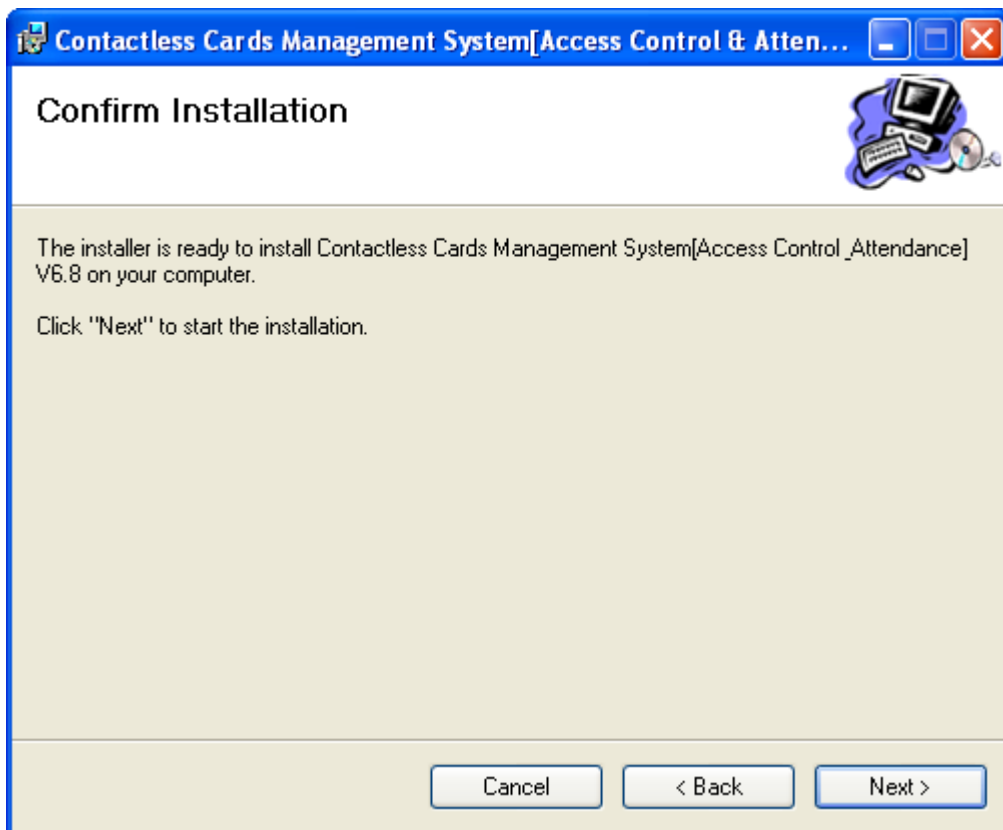 Contactless Cards Management System[Access Control & Atten...
Confirm Installation
The installer is ready to install Contactless Cards Management System[Access Control _Attendance]
V6.8 on your computer.
Click "Next" to start the installation.
Cancel
< Back
Next >